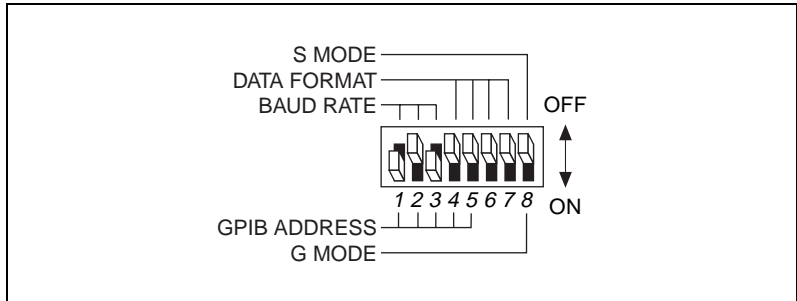 S MODE
DATA FORMAT
BAUD RATE
OFF
1 2 3 4 5 6 7 8
ON
GPIB ADDRESS
G MODE